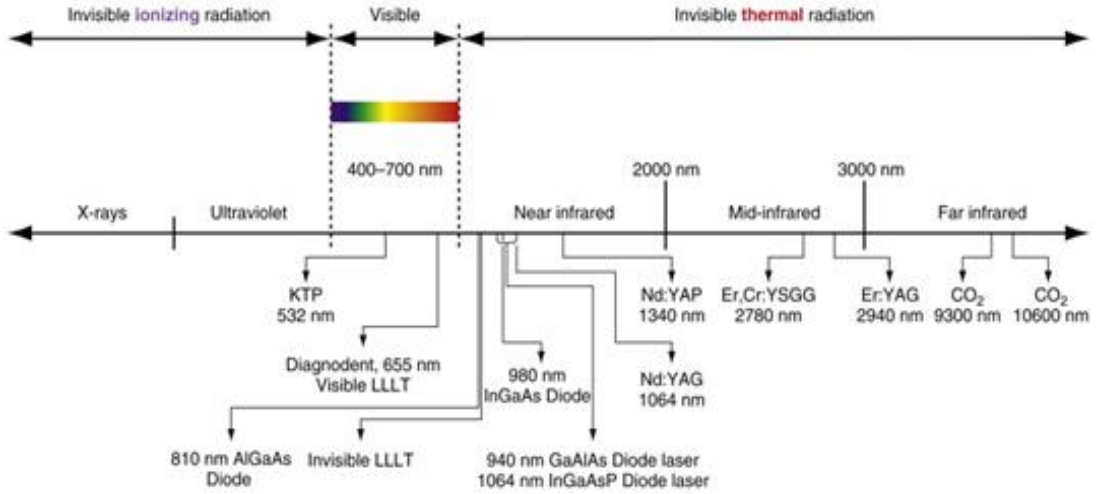 Invisible ionizing radiation
Visible
Invisible thermal radiation
400–700 nm
2000 nm
3000 nm
X-rays
Ultraviolet
Near infrared
Mid-infrared
Far infrared
KTP
532 nm
Nd:YAP
1340 nm
Er,Cr:YSGG
2780 nm
Er:YAG
2940 nm
CO₂
9300 nm
CO₂
10600 nm
Diagnodent, 655 nm
Visible LLLT
980 nm
InGaAs Diode
Nd:YAG
1064 nm
810 nm AlGaAs
Diode
Invisible LLLT
940 nm GaAlAs Diode laser
1064 nm InGaAsP Diode laser